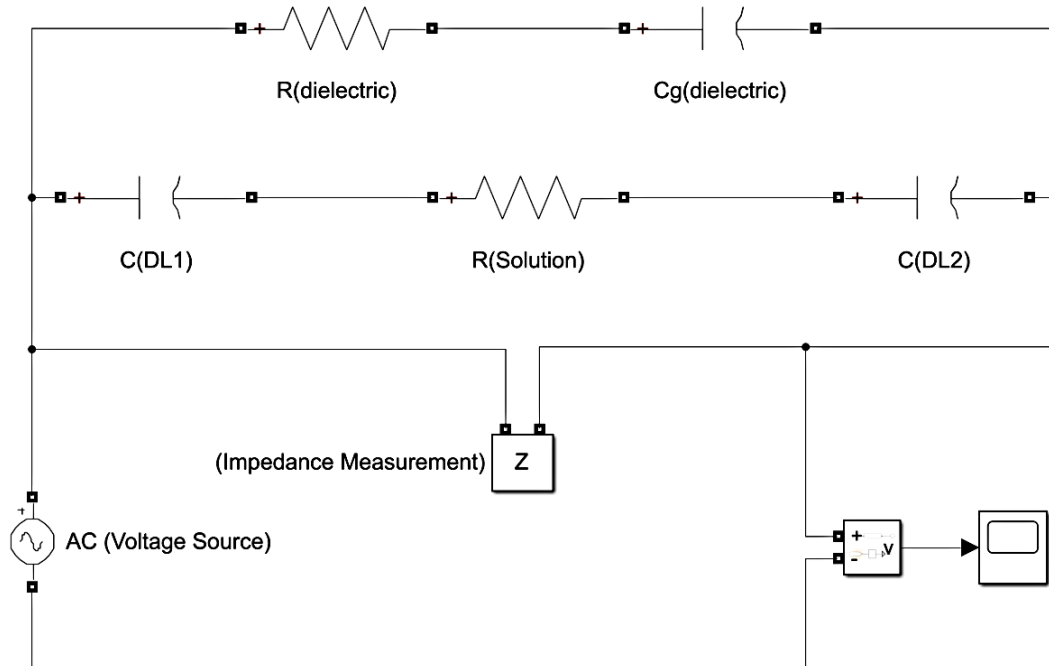 +
+
R(dielectric)
Cg(dielectric)
+
+
+
C(DL1)
R(Solution)
C(DL2)
(Impedance Measurement)
Z
+
AC (Voltage Source)
+
-
v